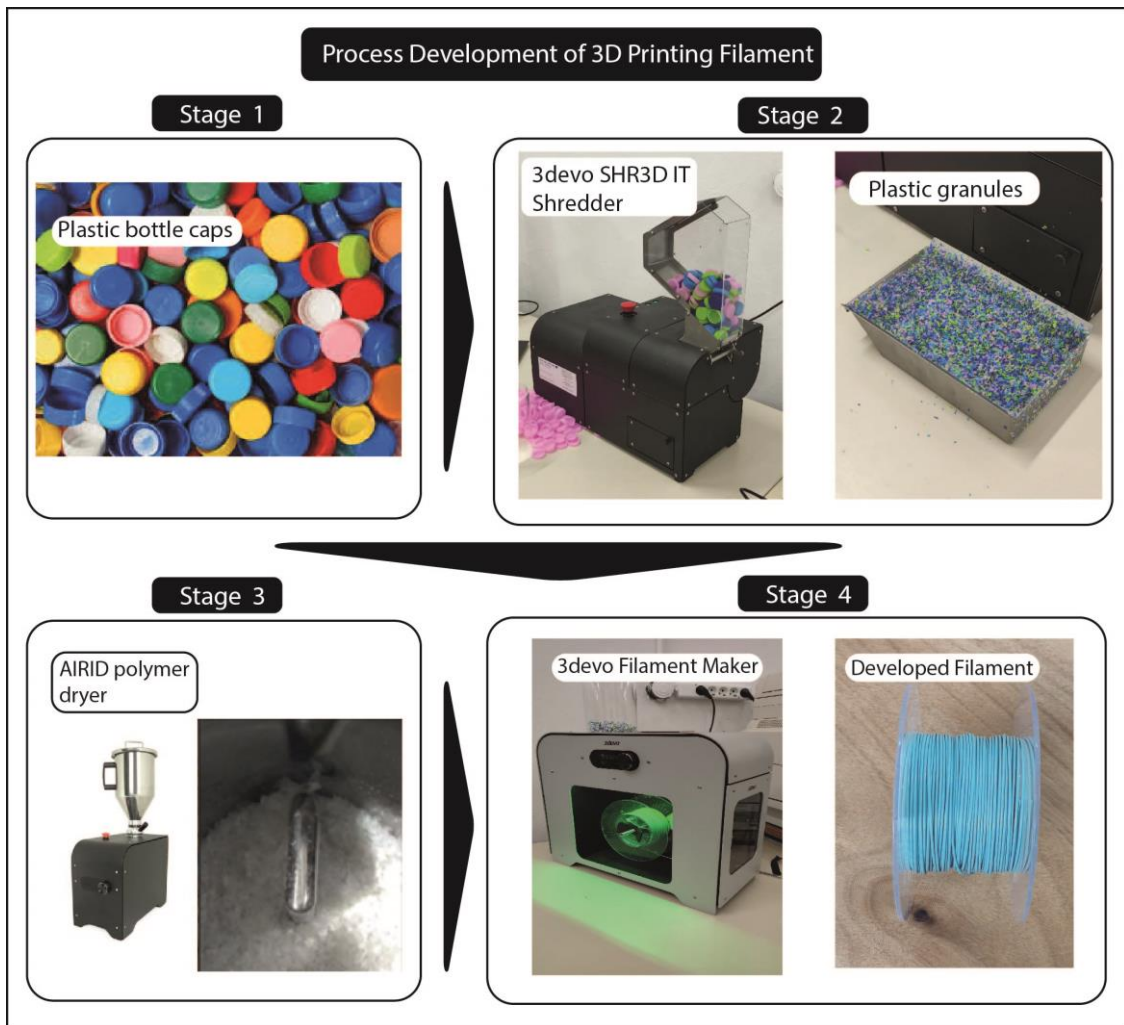 Process Development of 3D Printing Filament
Stage 1
Stage 2
Plastic bottle caps
3devo SHR3D IT
Shredder
Plastic granules
Stage 3
Stage 4
AIRID polymer
dryer
3devo Filament Maker
Developed Filament